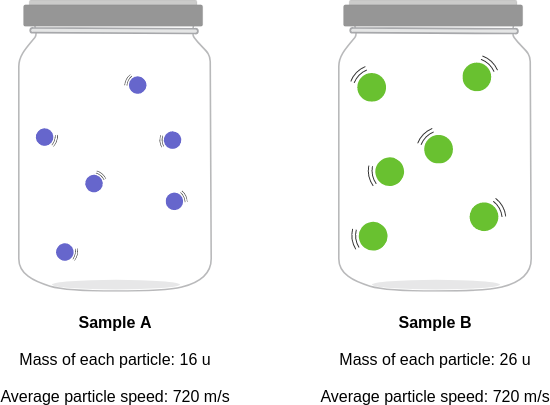 Sample A
Mass of each particle: 16 u
Average particle speed: 720 m/s
Sample B
Mass of each particle: 26 u
Average particle speed: 720 m/s